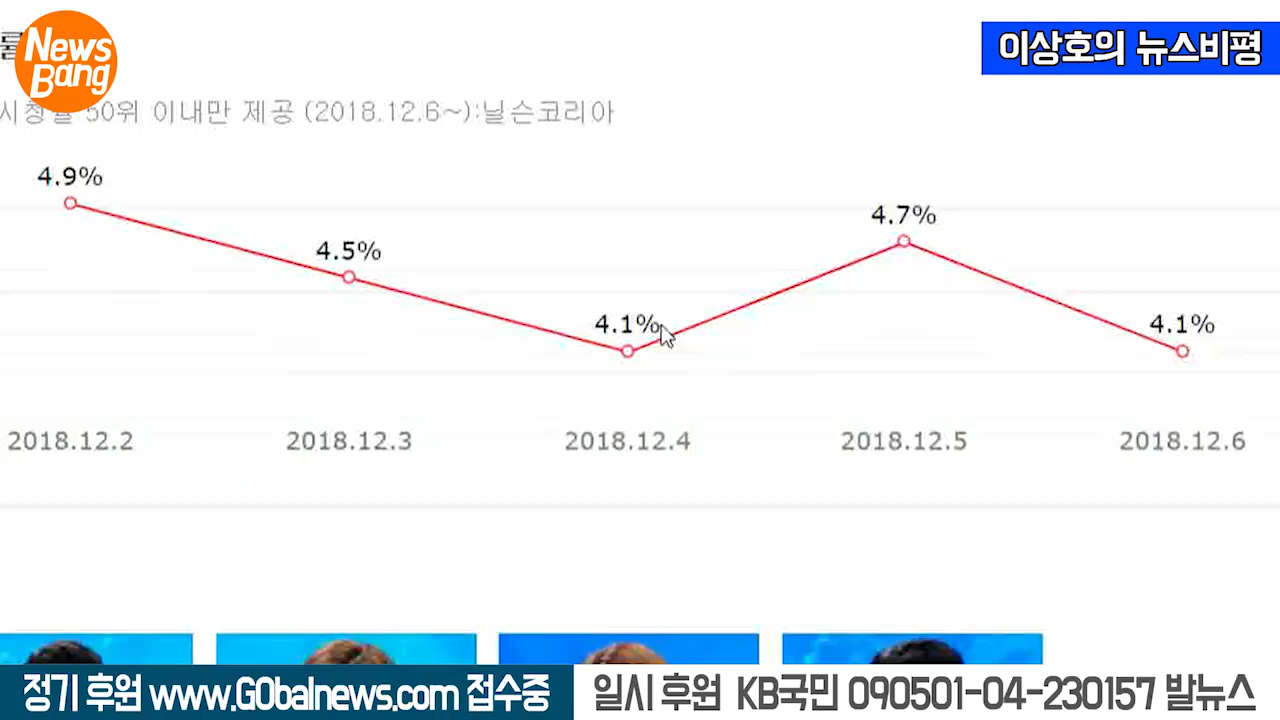 News
Bang
률
이상호의 뉴스비평
시청률 50위 이내만 제공 (2018.12.6~):닐슨코리아
4.9%
4.5%
4.1%
4.7%
4.1%
2018.12.2
2018.12.3
2018.12.4
2018.12.5
2018.12.6
정기 후원 www.GObalnews.com 접수중
일시 후원 KB국민 090501-04-230157 발뉴스